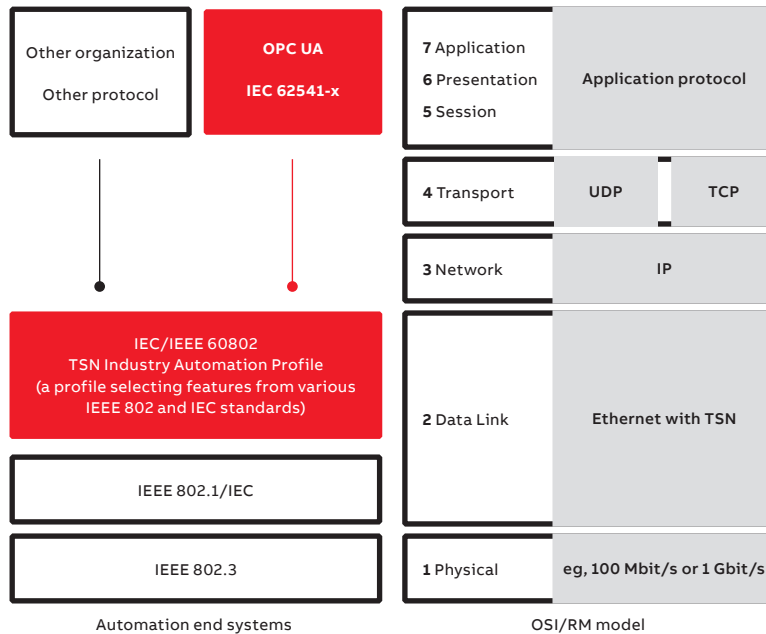 Other organization
Other protocol
OPC UA
IEC 62541-x
IEC/IEEE 60802
TSN Industry Automation Profile
(a profile selecting features from various
IEEE 802 and IEC standards)
IEEE 802.1/IEC
IEEE 802.3
Automation end systems
7 Application
6 Presentation
5 Session
Application protocol
4 Transport
UDP
TCP
3 Network
IP
2 Data Link
Ethernet with TSN
1 Physical
eg, 100 Mbit/s or 1 Gbit/s
OSI/RM model